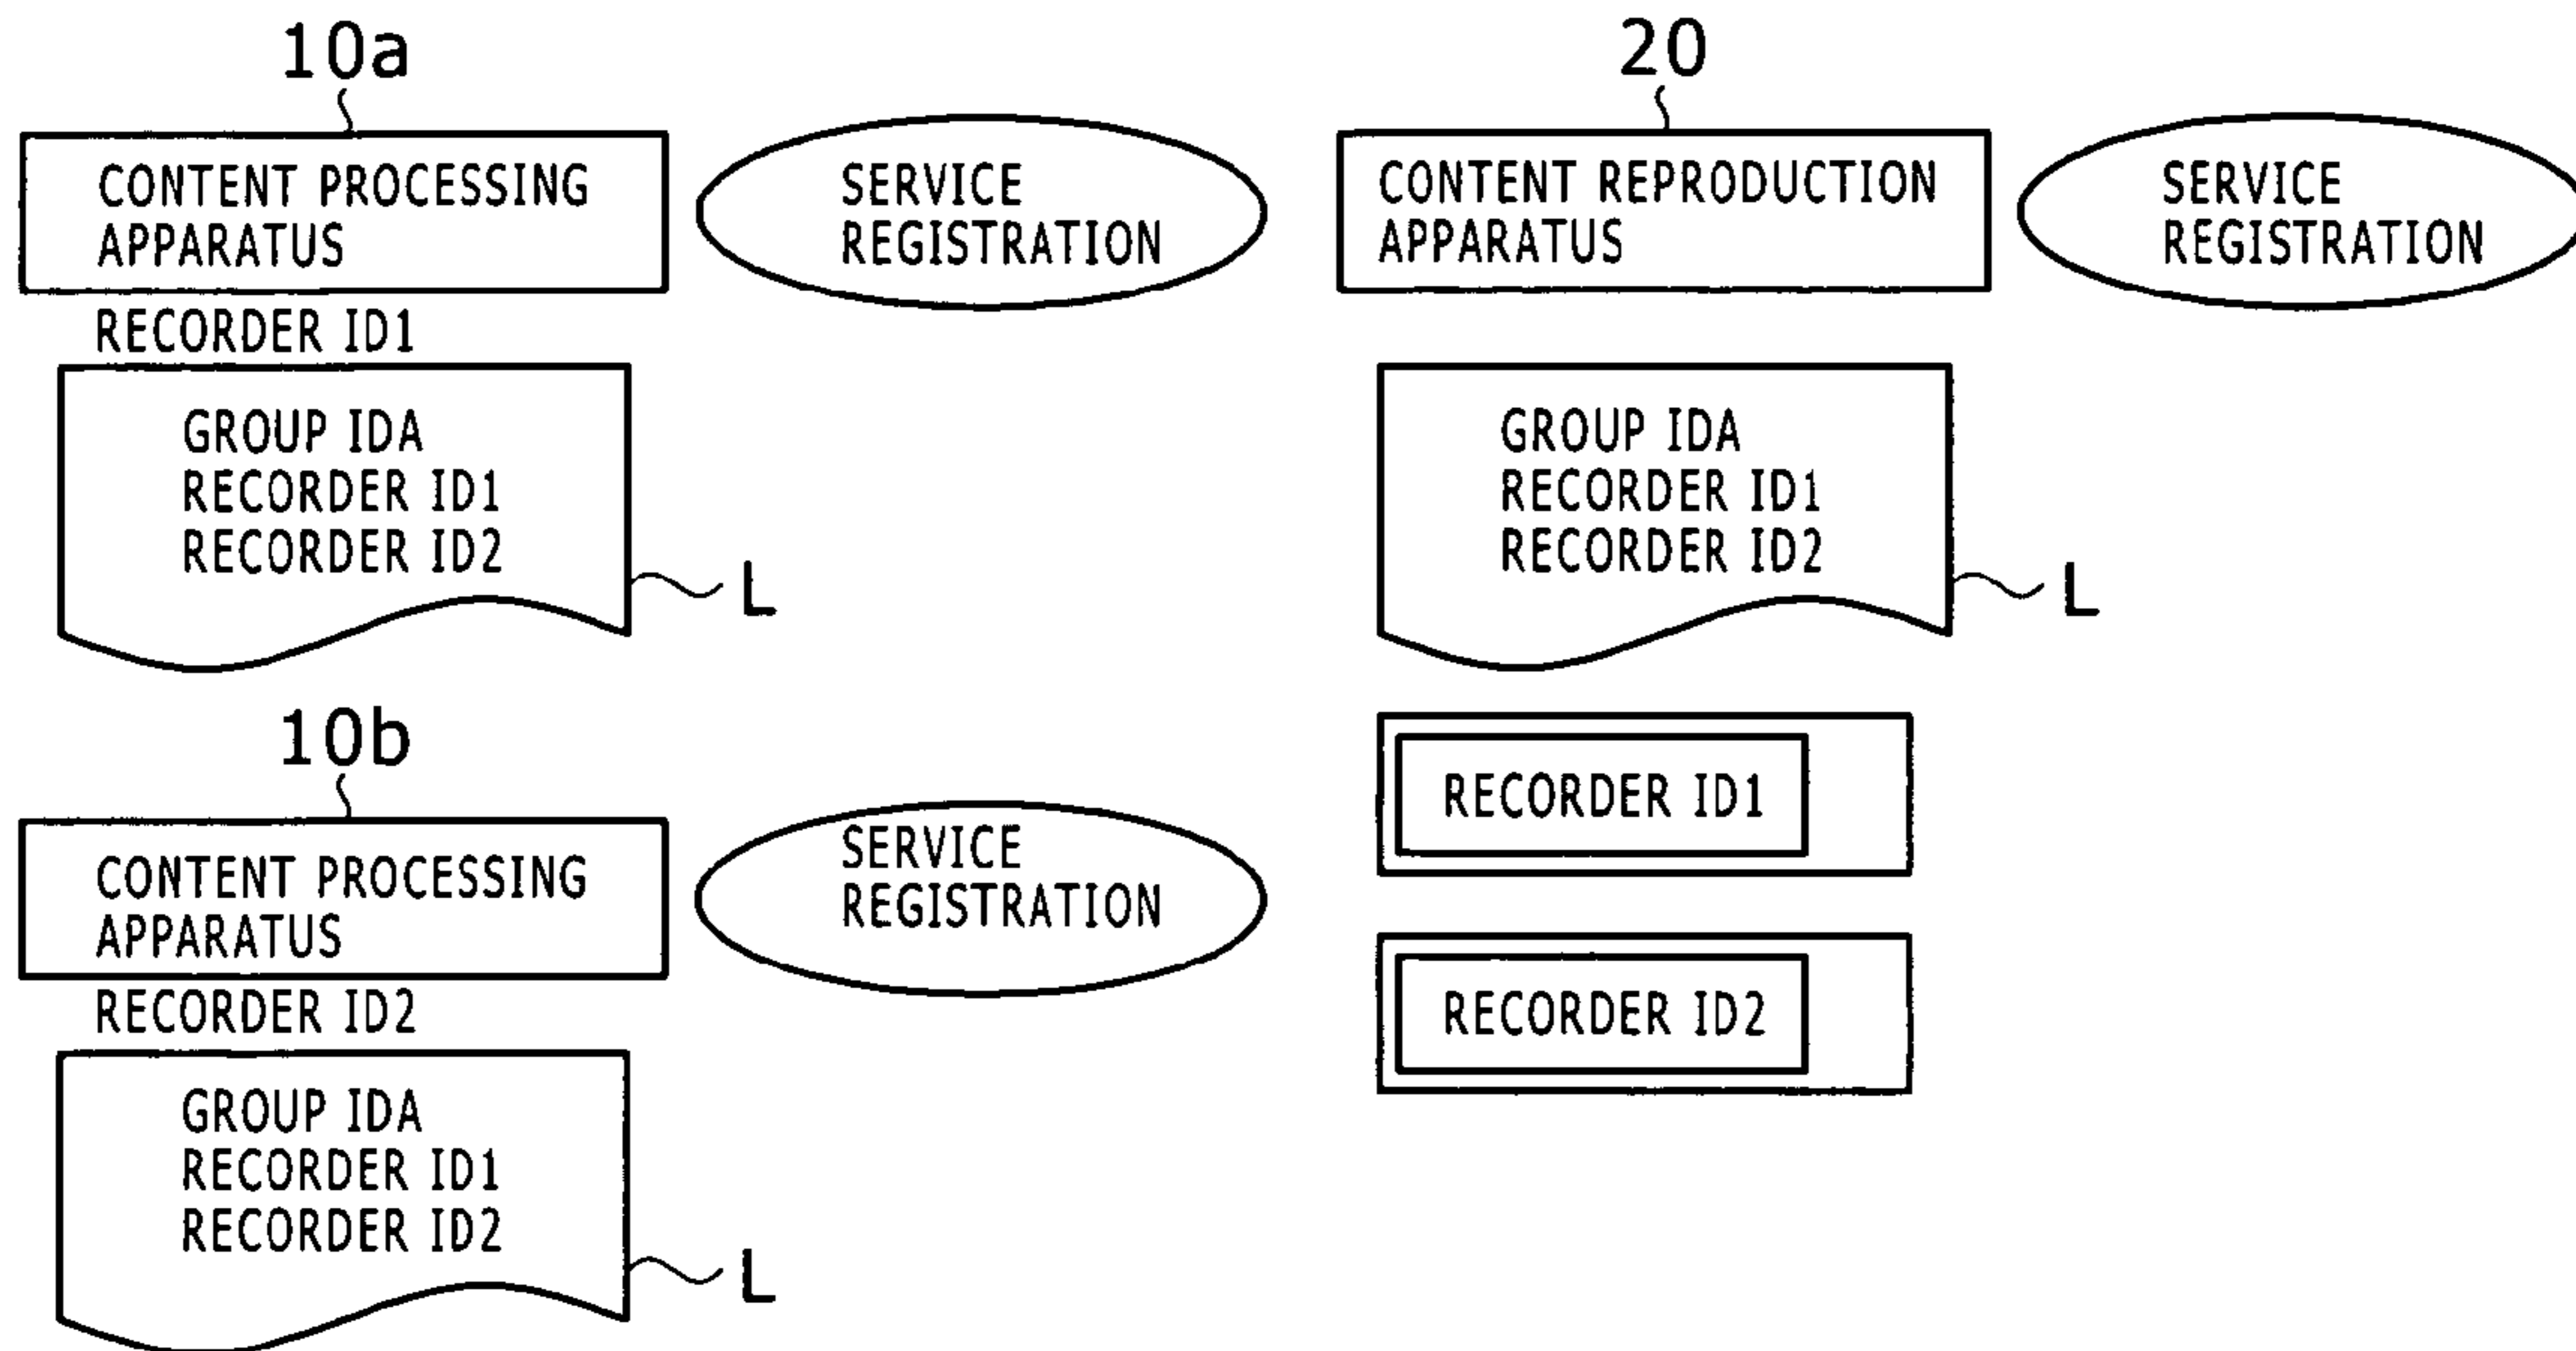 10a
CONTENT PROCESSING
APPARATUS
SERVICE
REGISTRATION
RECORDER ID1
GROUP IDA
RECORDER ID1
RECORDER ID2
L
10b
CONTENT PROCESSING
APPARATUS
SERVICE
REGISTRATION
RECORDER ID2
GROUP IDA
RECORDER ID1
RECORDER ID2
L
20
CONTENT REPRODUCTION
APPARATUS
SERVICE
REGISTRATION
GROUP IDA
RECORDER ID1
RECORDER ID2
L
RECORDER ID1
RECORDER ID2